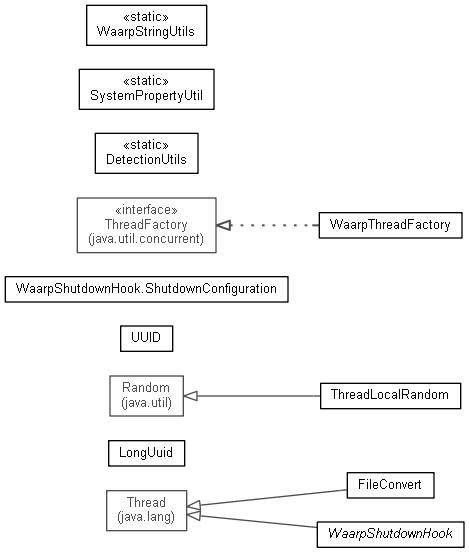 «static»
WaarpStringUtils
«static»
SystemPropertyUtil
«static»
DetectionUtils
«interface»
ThreadFactory
(java.util.concurrent)
WaarpThreadFactory
WaarpShutdownHook.ShutdownConfiguration
UUID
Random
(java.util)
ThreadLocalRandom
LongUuid
Thread
(java.lang)
FileConvert
WaarpShutdownHook